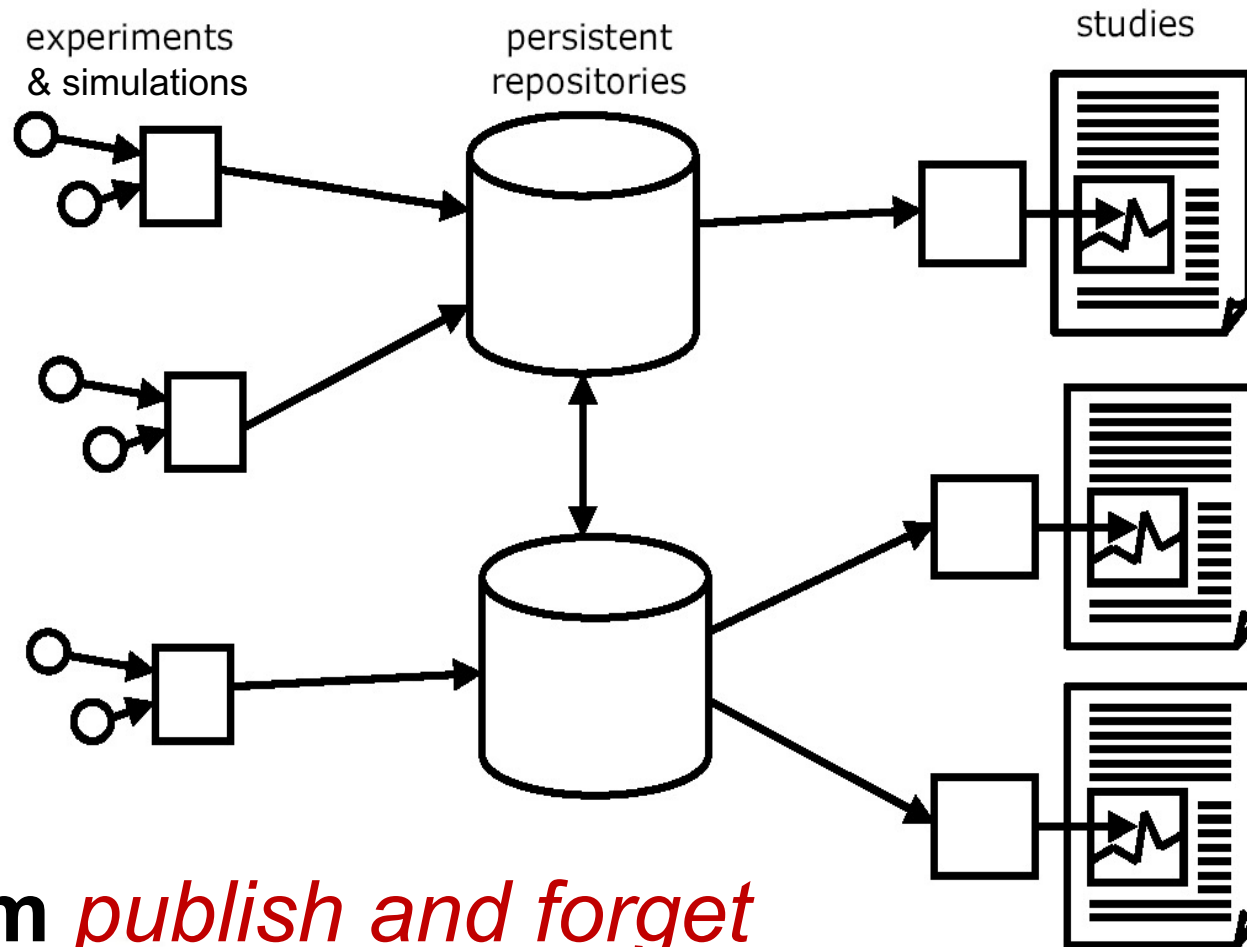 experiments
& simulations
persistent
repositories
studies
m publish and forget